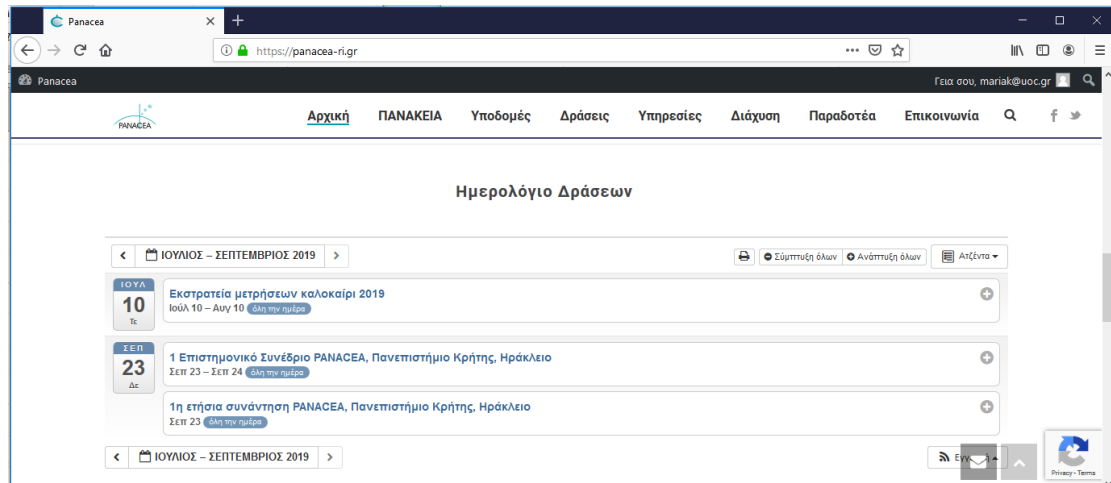 Panacea
https://panacea-ri.gr
Panacea
Γεια σου, mariak@uoc.gr
PANACEA
Αρχική ΠΑΝΑΚΕΙΑ Υποδομές Δράσεις Υπηρεσίες Διάχυση Παραδοτέα Επικοινωνία
Ημερολόγιο Δράσεων
ΙΟΎΛΙΟΣ – ΣΕΠΤΕΜΒΡΙΟΣ 2019
Σύμπτυξη όλων Ανάπτυξη όλων Ατζέντα
ΙΟΎΛ
10
Τε
Εκστρατεία μετρήσεων καλοκαίρι 2019
Ιούλ 10 – Αυγ 10 όλη την ημέρα
ΣΕΠ
23
Δε
1 Επιστημονικό Συνέδριο PANACEA, Πανεπιστήμιο Κρήτης, Ηράκλειο
Σεπ 23 – Σεπ 24 όλη την ημέρα
1η ετήσια συνάντηση PANACEA, Πανεπιστήμιο Κρήτης, Ηράκλειο
Σεπ 23 όλη την ημέρα
ΙΟΎΛΙΟΣ – ΣΕΠΤΕΜΒΡΙΟΣ 2019
Privacy - Terms